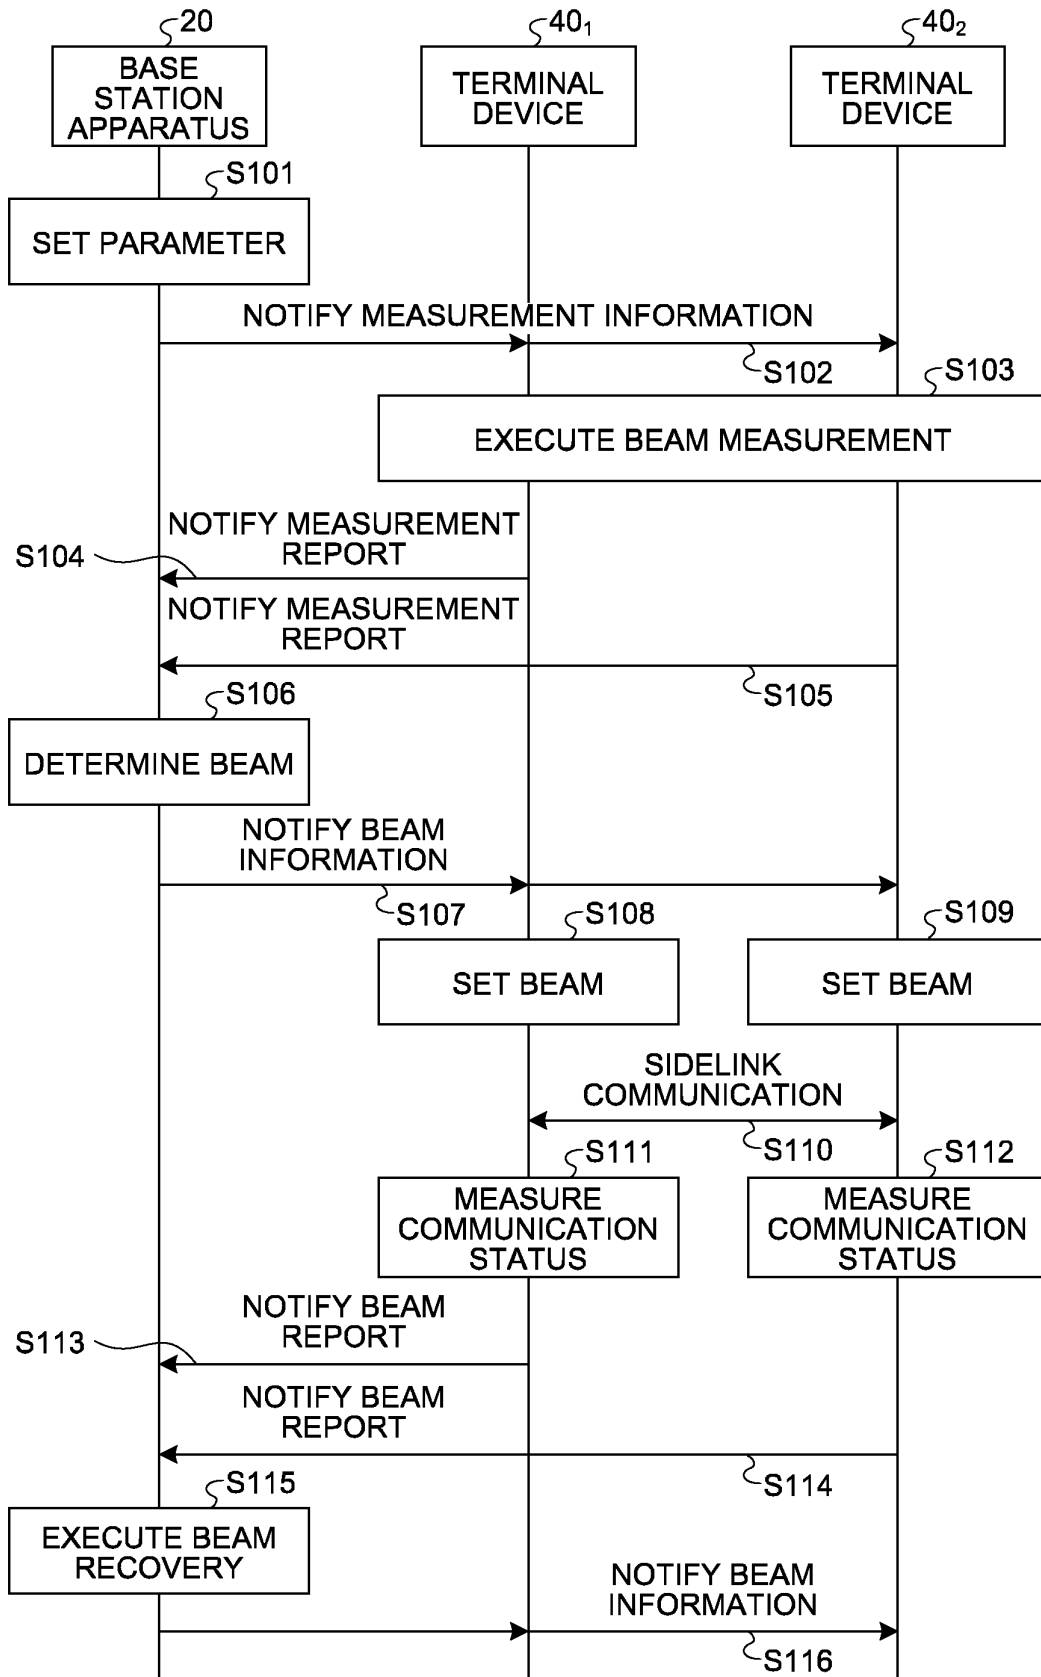 20
40₁
40₂
BASE
STATION
APPARATUS
TERMINAL
DEVICE
TERMINAL
DEVICE
S101
SET PARAMETER
NOTIFY MEASUREMENT INFORMATION
S102
S103
EXECUTE BEAM MEASUREMENT
NOTIFY MEASUREMENT
REPORT
S104
NOTIFY MEASUREMENT
REPORT
S105
S106
DETERMINE BEAM
NOTIFY BEAM
INFORMATION
S107
S108
S109
SET BEAM
SET BEAM
SIDELINK
COMMUNICATION
S110
S111
S112
MEASURE
COMMUNICATION
STATUS
MEASURE
COMMUNICATION
STATUS
NOTIFY BEAM
REPORT
S113
NOTIFY BEAM
REPORT
S114
S115
EXECUTE BEAM
RECOVERY
NOTIFY BEAM
INFORMATION
S116